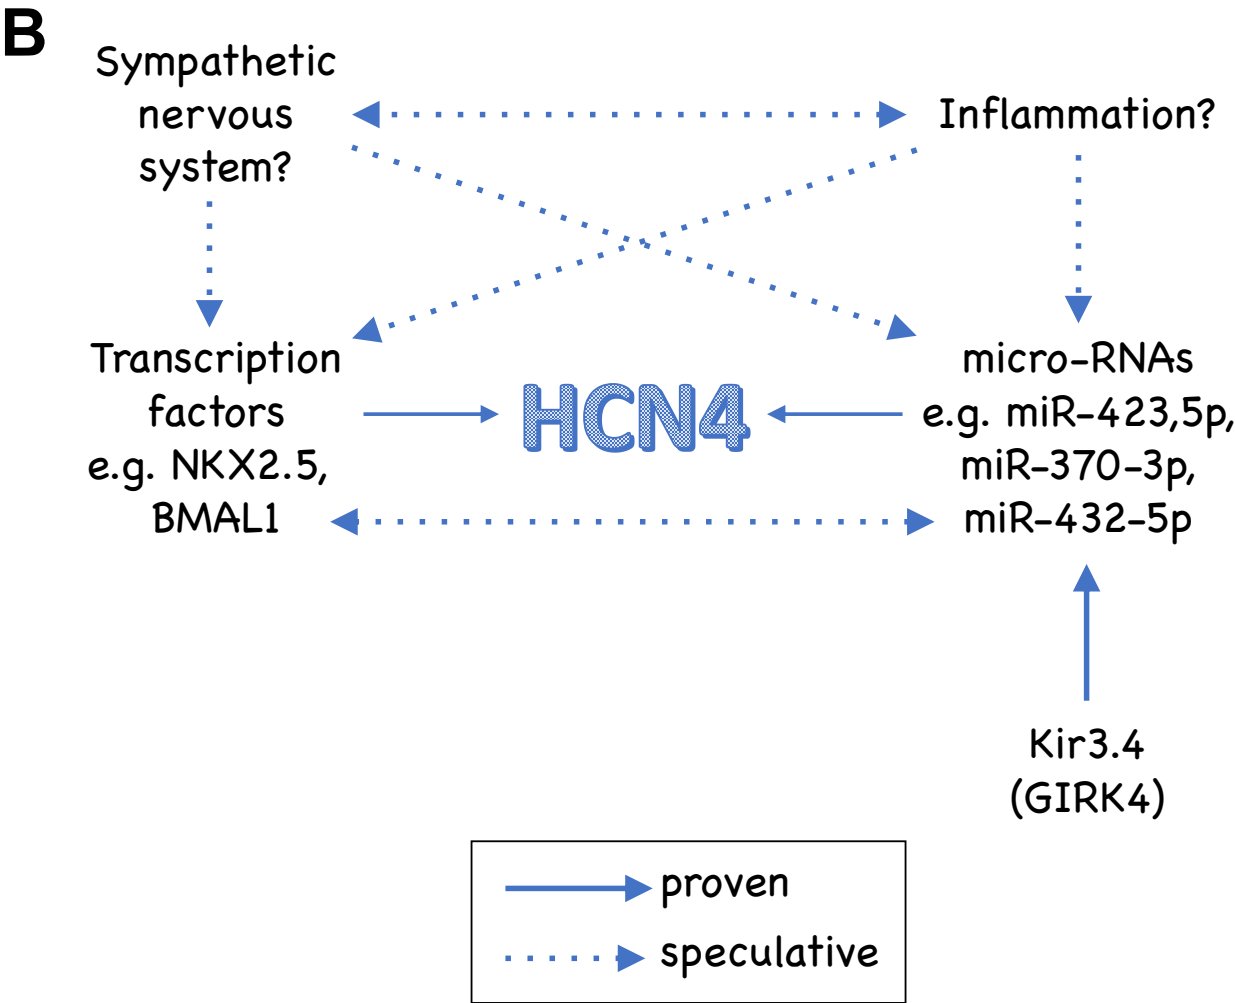 B
Sympathetic
nervous
system?
Inflammation?
Transcription
factors
e.g. NKX2.5,
BMAL1
HCN4
micro-RNAs
e.g. miR-423,5p,
miR-370-3p,
miR-432-5p
Kir3.4
(GIRK4)
proven
speculative